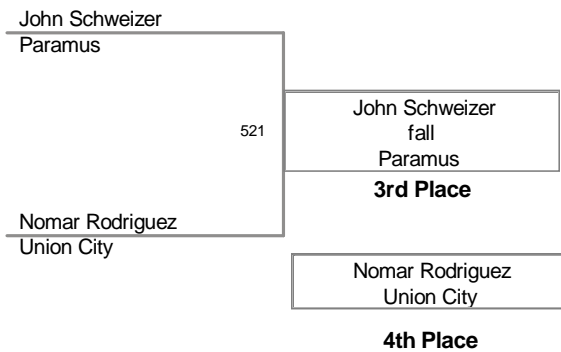 John Schweizer
Paramus
521
John Schweizer
fall
Paramus
3rd Place
Nomar Rodriguez
Union City
Nomar Rodriguez
Union City
4th Place